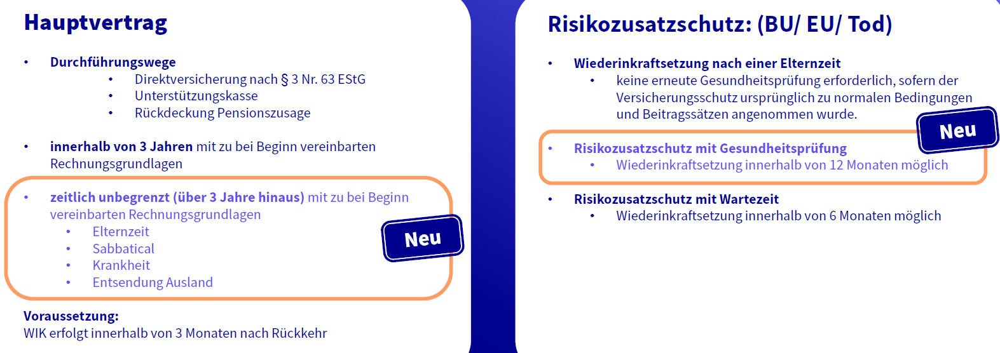 Hauptvertrag
• Durchführungswege
• Direktversicherung nach § 3 Nr. 63 EStG
• Unterstützungskasse
• Rückdeckung Pensionszusage
• innerhalb von 3 Jahren mit zu bei Beginn vereinbarten
Rechnungsgrundlagen
• zeitlich unbegrenzt (über 3 Jahre hinaus) mit zu bei Beginn
vereinbarten Rechnungsgrundlagen
• Elternzeit
• Sabbatical
• Krankheit
• Entsendung Ausland
Neu
Voraussetzung:
WIK erfolgt innerhalb von 3 Monaten nach Rückkehr
Risikozusatzschutz: (BU/ EU/ Tod)
• Wiederinkraftsetzung nach einer Elternzeit
• keine erneute Gesundheitsprüfung erforderlich, sofern der
Versicherungsschutz ursprünglich zu normalen Bedingungen
und Beitragssätzen angenommen wurde.
Neu
• Risikozusatzschutz mit Gesundheitsprüfung
• Wiederinkraftsetzung innerhalb von 12 Monaten möglich
• Risikozusatzschutz mit Wartezeit
• Wiederinkraftsetzung innerhalb von 6 Monaten möglich